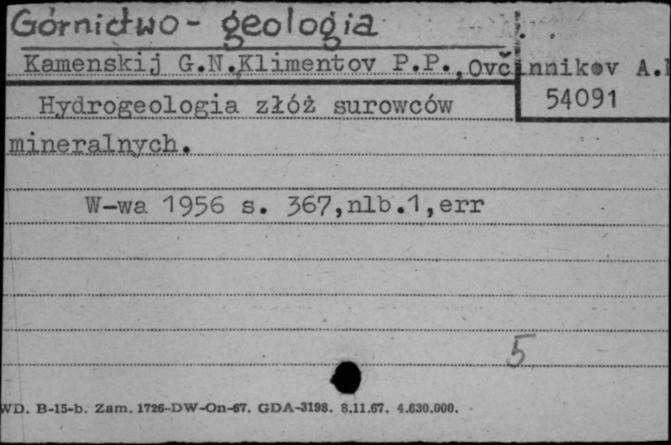 Górnictwo - geologia
Kamenskij G.N.,Klimentov P.P.,Ovčinnikov A.
54091
Hydrogeologia złóż surowców
mineralnych.
W-wa 1956 s. 367,nlb.1,err
5
WD. B-15-b. Zam. 1726-DW-On-67. GDA-3198. 8.11.67. 4.630.000.